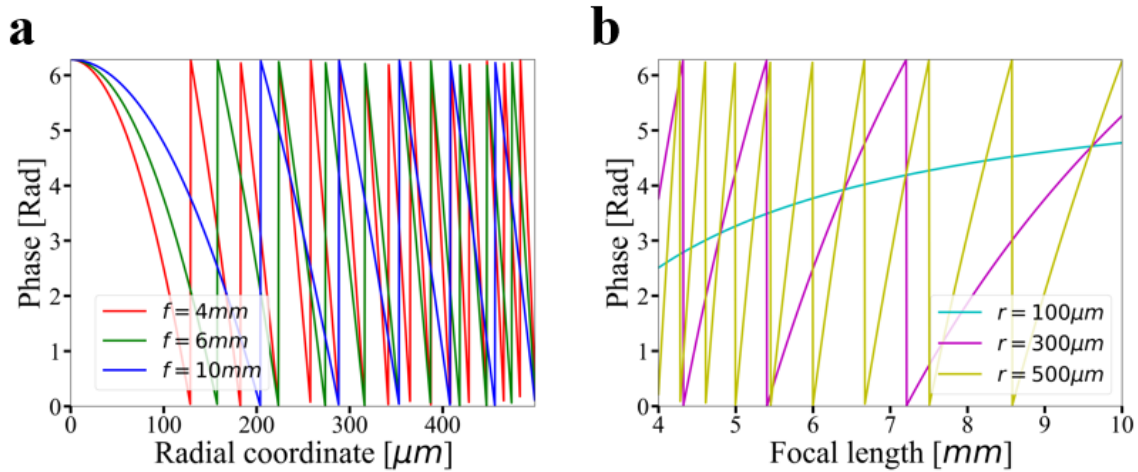 a
Phase [Rad]
6
5
4
3
2
1
0
f = 4mm
f = 6mm
f = 10mm
0 100 200 300 400
Radial coordinate [μm]
b
Phase [Rad]
6
5
4
3
2
1
0
r = 100μm
r = 300μm
r = 500μm
4 5 6 7 8 9 10
Focal length [mm]